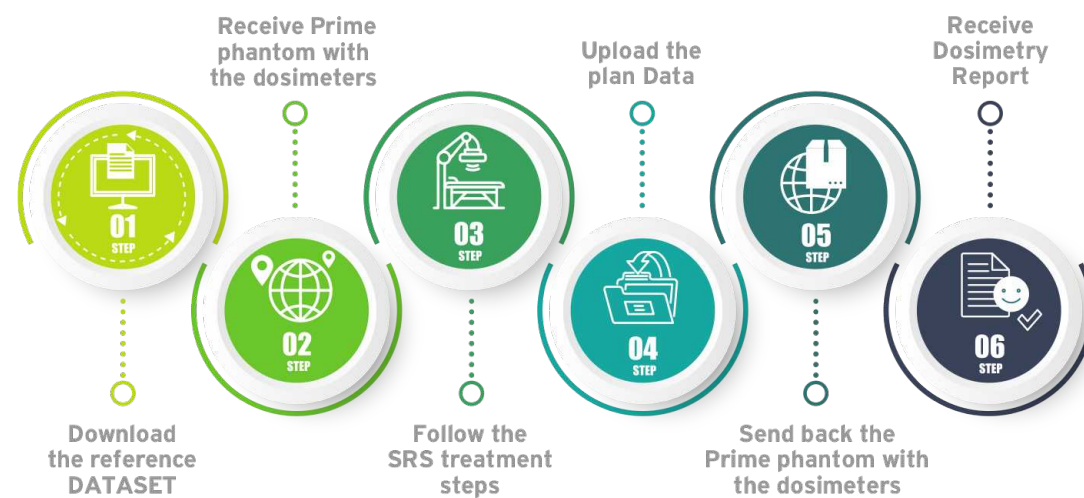 Receive Prime
phantom with
the dosimeters
Upload the
plan Data
Receive
Dosimetry
Report
01
STEP
02
STEP
03
STEP
04
STEP
05
STEP
06
STEP
Download
the reference
DATASET
Follow the
SRS treatment
steps
Send back the
Prime phantom with
the dosimeters